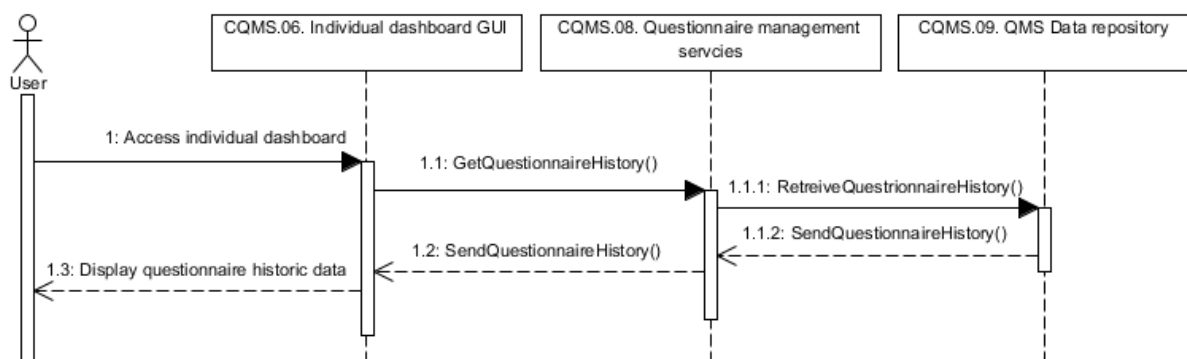 CQMS.06. Individual dashboard GUI
CQMS.08. Questionnaire management
servcies
CQMS.09. QMS Data repository
User
1: Access individual dashboard
1.1: GetQuestionnaireHistory()
1.1.1: RetreiveQuestrionnaireHistory()
1.1.2: SendQuestionnaireHistory()
1.2: SendQuestionnaireHistory()
1.3: Display questionnaire historic data